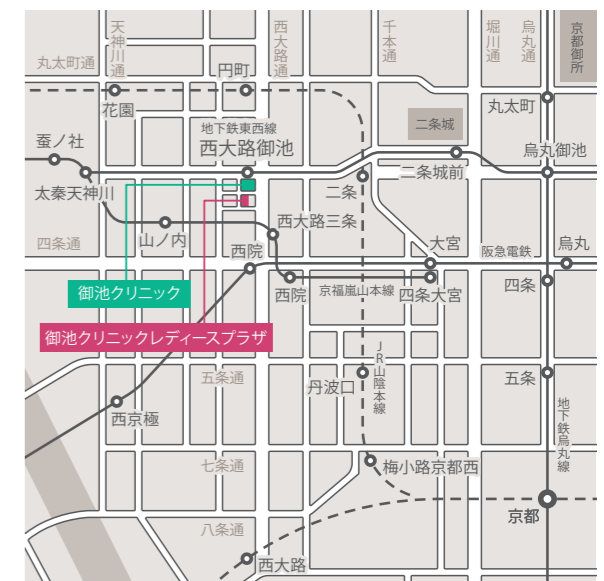 天神川通
西大路通
千本通
堀川通
烏丸通
京都御所
丸太町通
円町
花園
丸太町
地下鉄東西線
西大路御池
二条城
蚕ノ社
烏丸御池
太秦天神川
二条
二条城前
四条通
山ノ内
西大路三条
西院
大宮
阪急電鉄
烏丸
御池クリニック
西院
京福嵐山本線
四条大宮
四条
御池クリニックレディースプラザ
JR山陰本線
五条通
丹波口
五条
西京極
地下鉄烏丸線
七条通
梅小路京都西
京都
八条通
西大路